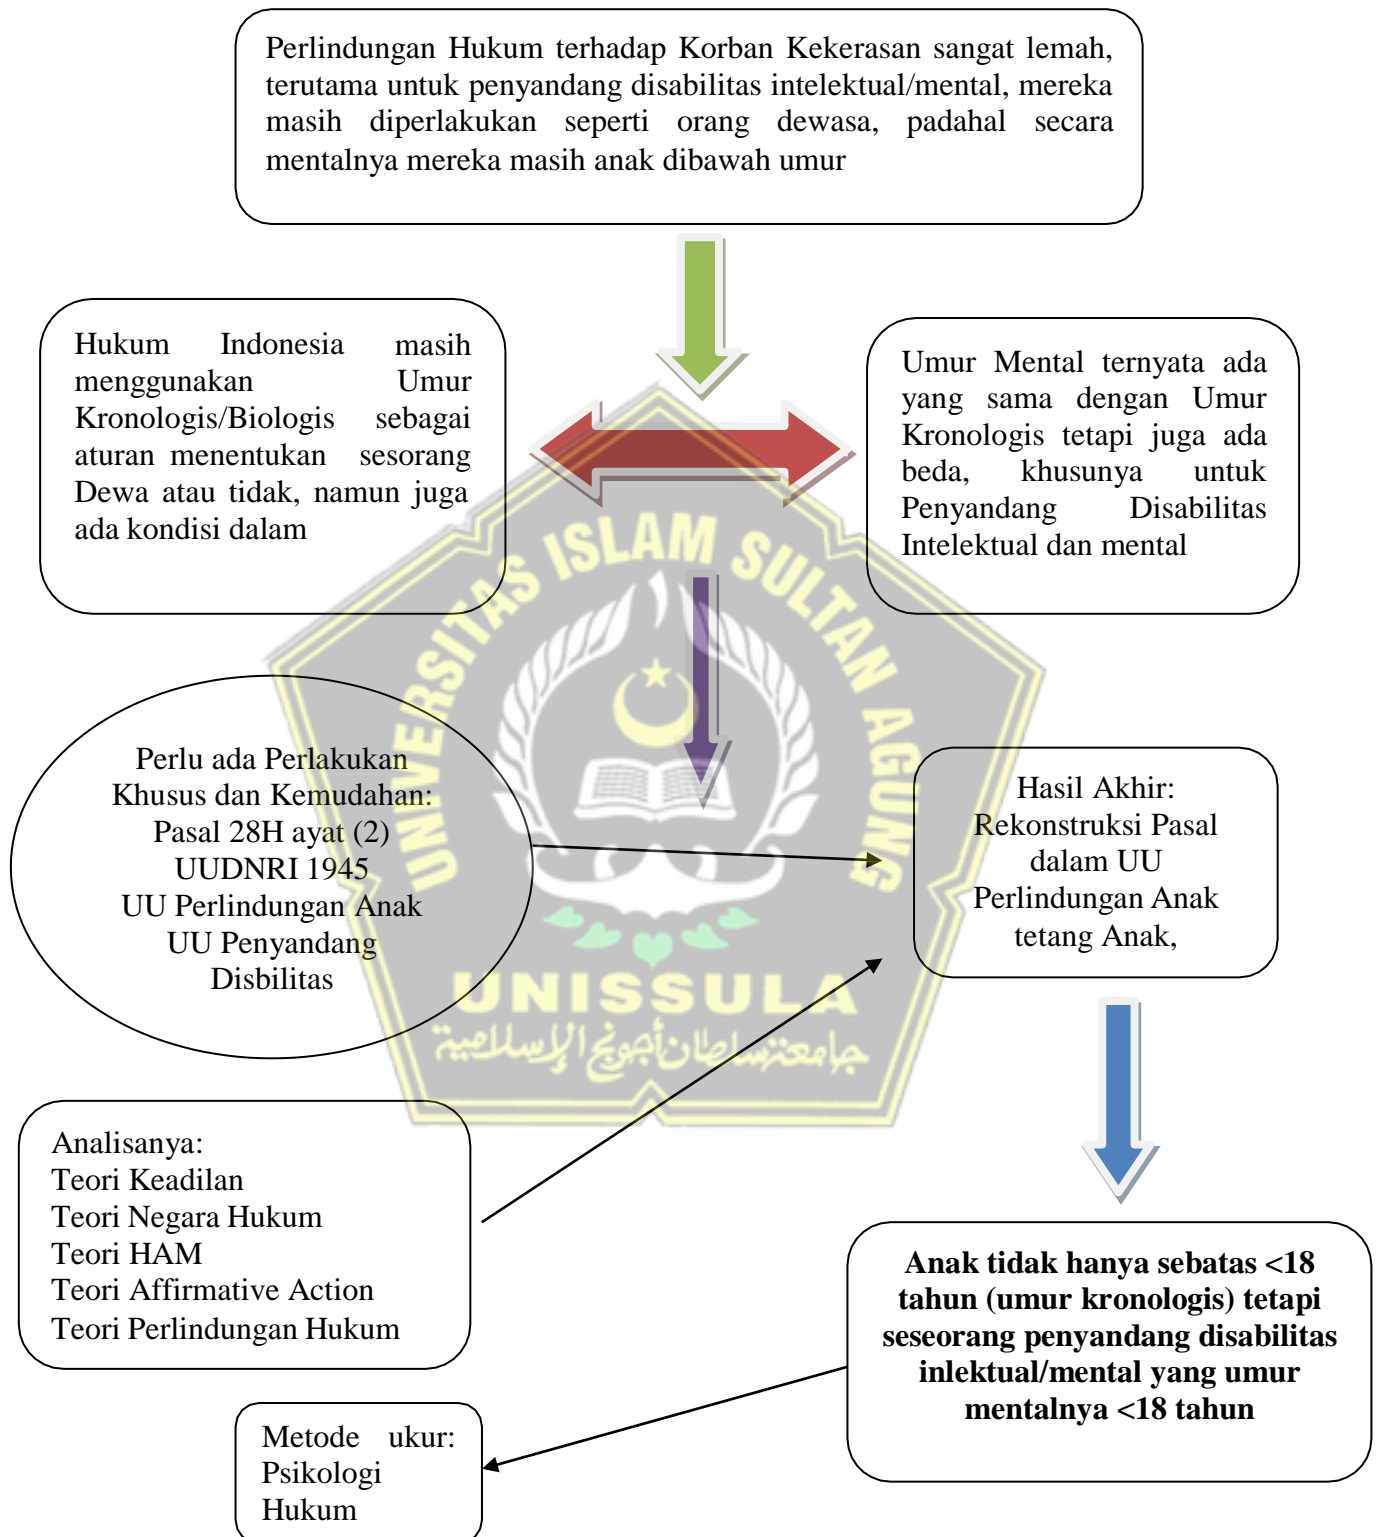 Perlindungan Hukum terhadap Korban Kekerasan sangat lemah,
terutama untuk penyandang disabilitas intelektual/mental, mereka
masih diperlakukan seperti orang dewasa, padahal secara
mentalnya mereka masih anak dibawah umur
Hukum Indonesia masih
menggunakan Umur
Kronologis/Biologis sebagai
aturan menentukan sesorang
Dewa atau tidak, namun juga
ada kondisi dalam
Umur Mental ternyata ada
yang sama dengan Umur
Kronologis tetapi juga ada
beda, khusunya untuk
Penyandang Disabilitas
Intelektual dan mental
UNIVERSITAS ISLAM SULTAN AGUNG
Perlu ada Perlakukan
Khusus dan Kemudahan:
Pasal 28H ayat (2)
UUDNRI 1945
UU Perlindungan Anak
UU Penyandang
Disbilitas
Hasil Akhir:
Rekonstruksi Pasal
dalam UU
Perlindungan Anak
tetang Anak,
UNISSULA
جامعة سلطان أجونج الإسلامية
Analisanya:
Teori Keadilan
Teori Negara Hukum
Teori HAM
Teori Affirmative Action
Teori Perlindungan Hukum
Anak tidak hanya sebatas <18
tahun (umur kronologis) tetapi
seseorang penyandang disabilitas
inlektual/mental yang umur
mentalnya <18 tahun
Metode ukur:
Psikologi
Hukum